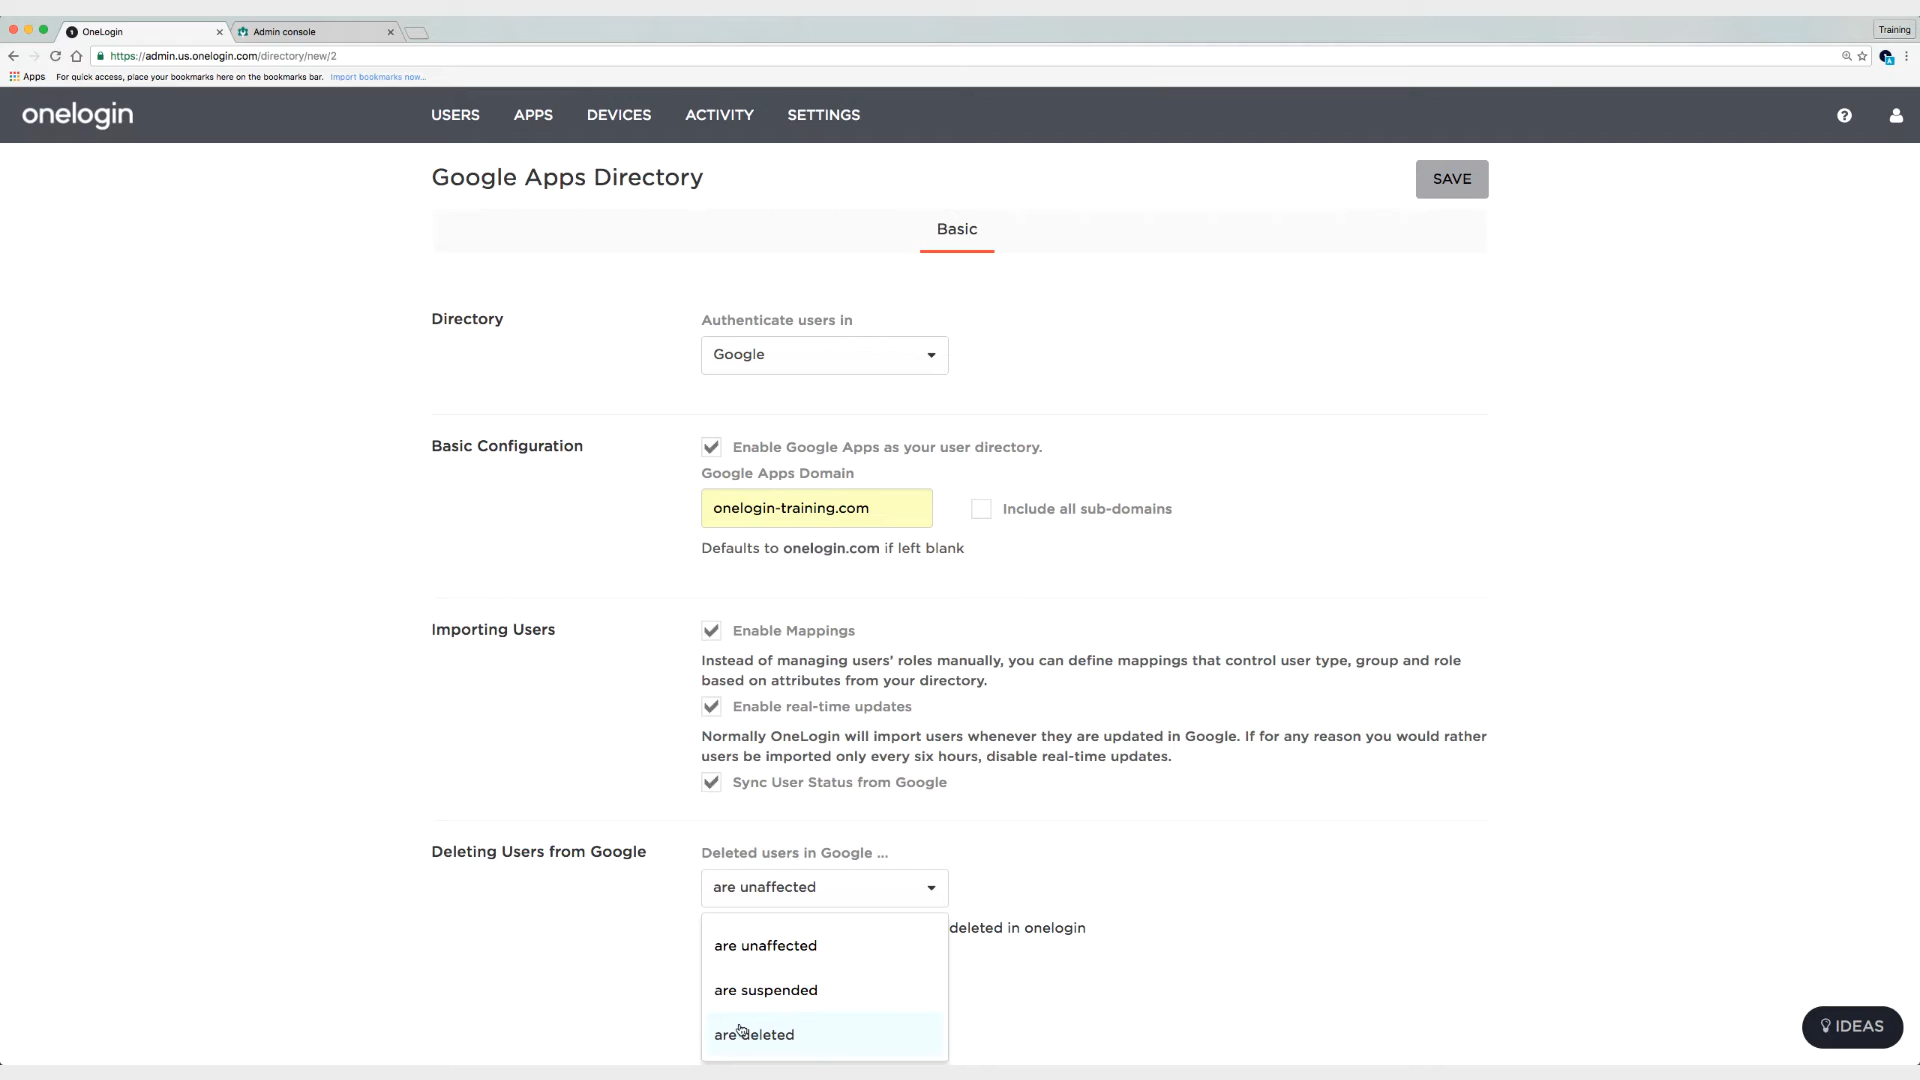 OneLogin
Admin console
Training
https://admin.us.onelogin.com/directory/new/2
Apps For quick access, place your bookmarks here on the bookmarks bar. Import bookmarks now...
onelogin USERS APPS DEVICES ACTIVITY SETTINGS ?
Google Apps Directory SAVE
Basic
Directory Authenticate users in
Google
Basic Configuration Enable Google Apps as your user directory.
Google Apps Domain
onelogin-training.com Include all sub-domains
Defaults to onelogin.com if left blank
Importing Users Enable Mappings
Instead of managing users' roles manually, you can define mappings that control user type, group and role
based on attributes from your directory.
Enable real-time updates
Normally OneLogin will import users whenever they are updated in Google. If for any reason you would rather
users be imported only every six hours, disable real-time updates.
Sync User Status from Google
Deleting Users from Google Deleted users in Google ...
are unaffected
deleted in onelogin
are unaffected
are suspended
are deleted
IDEAS